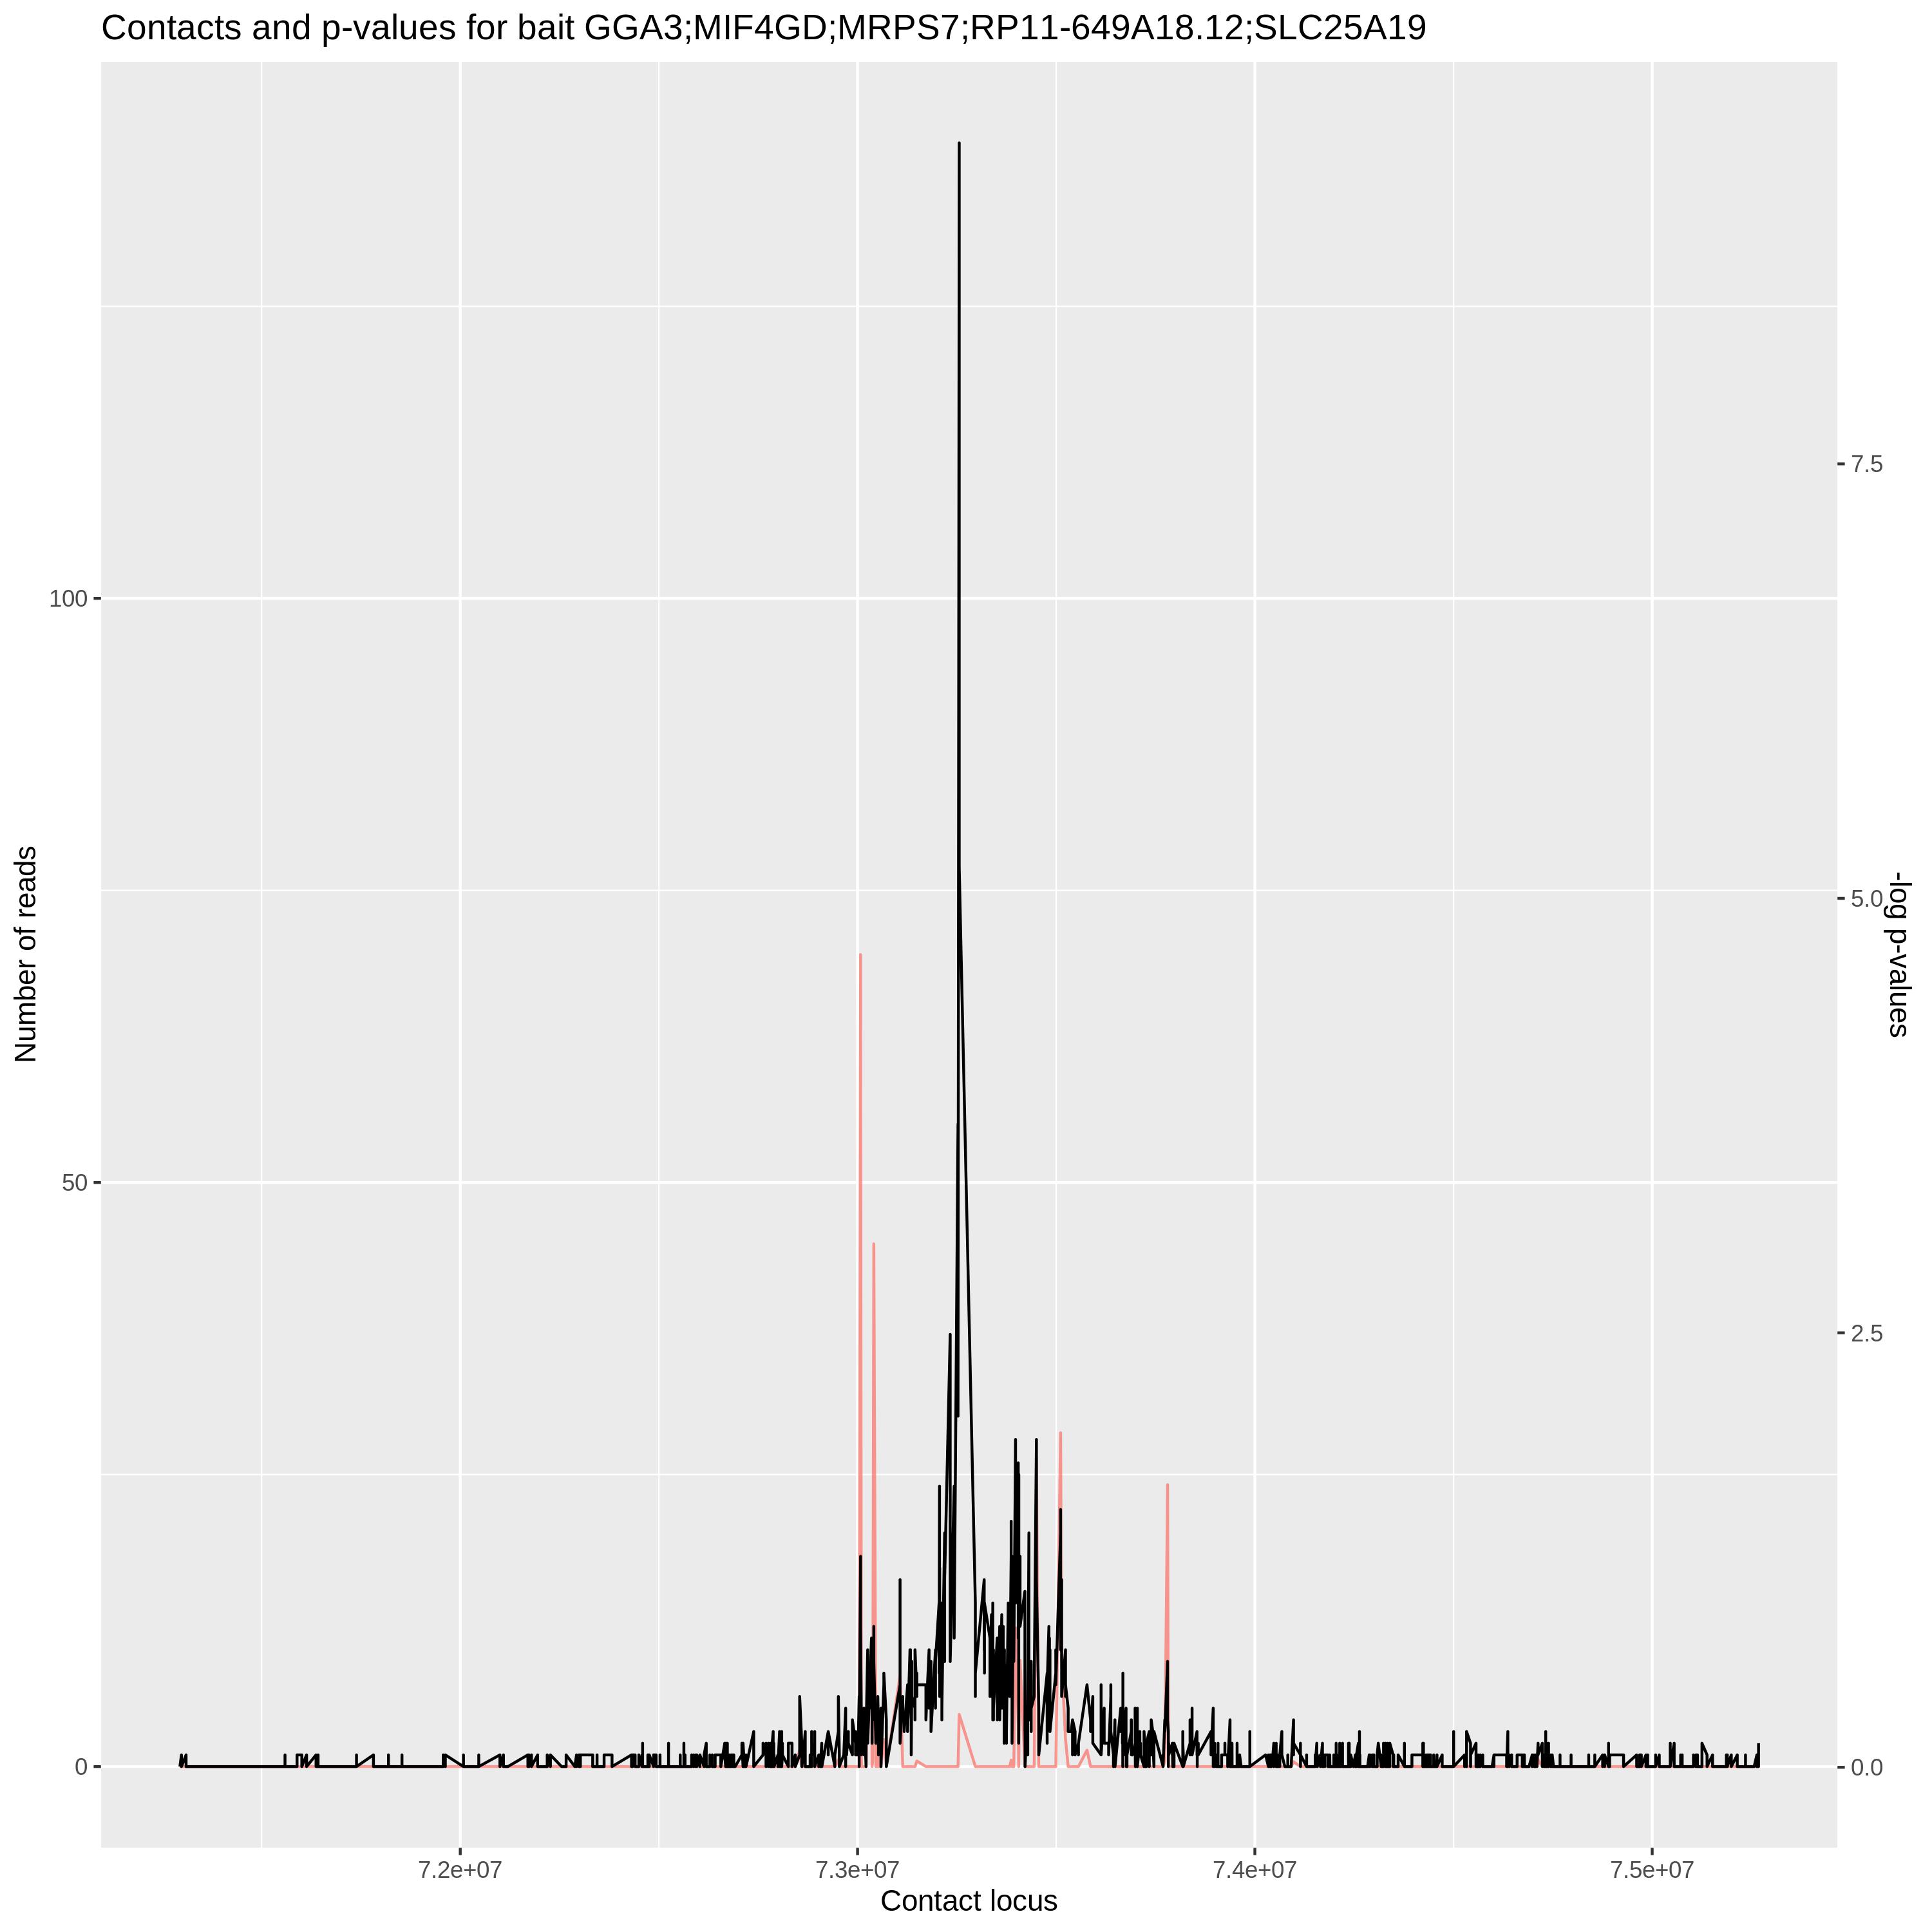 Contacts and p-values for bait GGA3;MIF4GD;MRPS7;RP11-649A18.12;SLC25A19
100
50
0
Number of reads
7.5
5.0
2.5
0.0
-log p-values
7.2e+07 7.3e+07 7.4e+07 7.5e+07
Contact locus